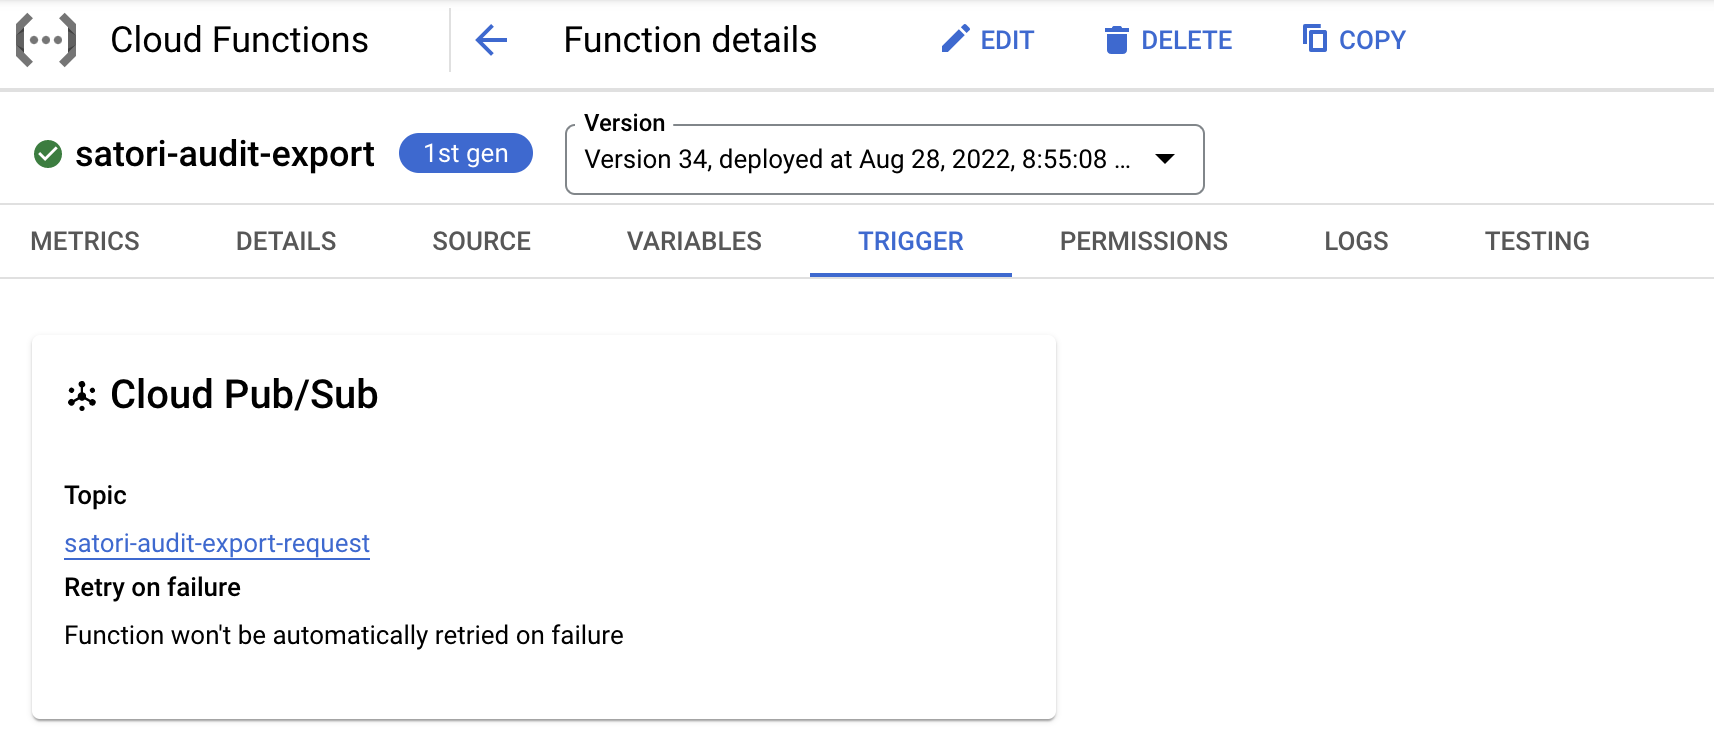 Cloud Functions
Function details
EDIT
DELETE
COPY
satori-audit-export
1st gen
Version
Version 34, deployed at Aug 28, 2022, 8:55:08 ...
METRICS
DETAILS
SOURCE
VARIABLES
TRIGGER
PERMISSIONS
LOGS
TESTING
Cloud Pub/Sub
Topic
satori-audit-export-request
Retry on failure
Function won't be automatically retried on failure